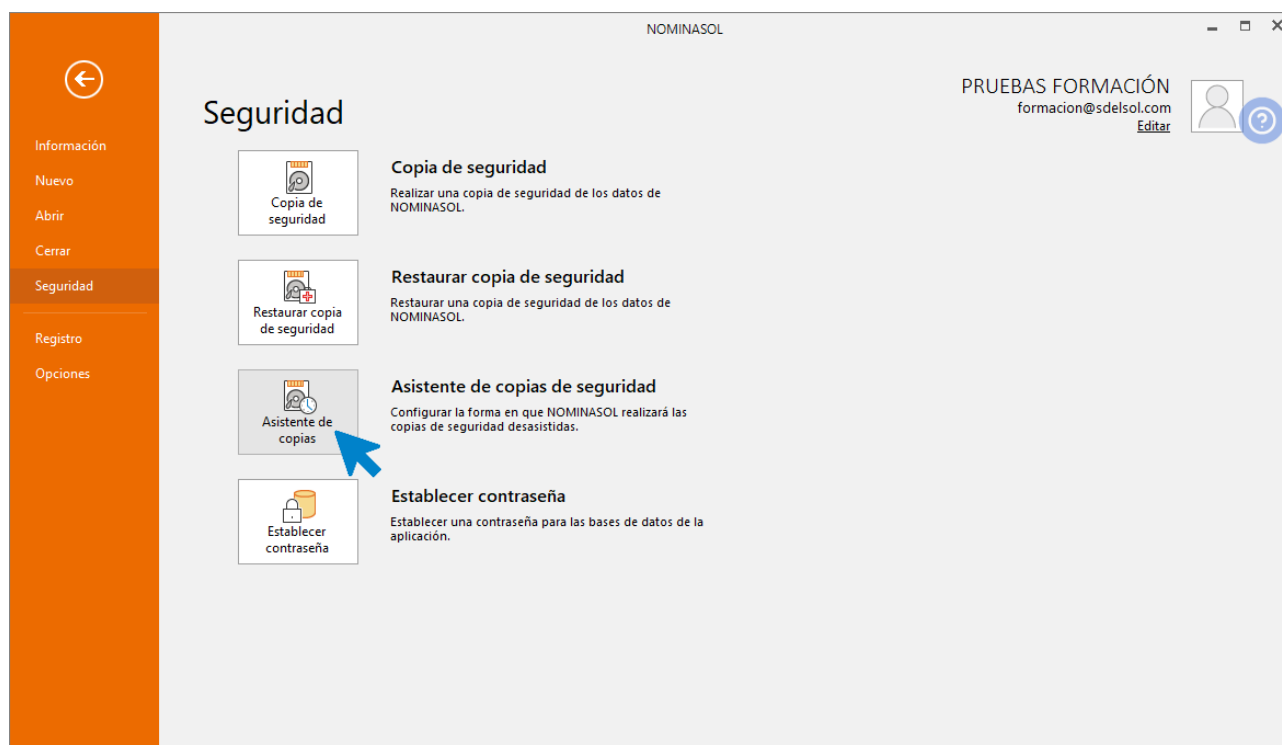 NOMINASOL
PRUEBAS FORMACIÓN
formacion@sdelsol.com
Editar
?
Información
Nuevo
Abrir
Cerrar
Seguridad
Registro
Opciones
Seguridad
Copia de
seguridad
Copia de seguridad
Realizar una copia de seguridad de los datos de
NOMINASOL.
Restaurar copia
de seguridad
Restaurar copia de seguridad
Restaurar una copia de seguridad de los datos de
NOMINASOL.
Asistente de
copias
Asistente de copias de seguridad
Configurar la forma en que NOMINASOL realizará las
copias de seguridad desasistidas.
Establecer
contraseña
Establecer contraseña
Establecer una contraseña para las bases de datos de la
aplicación.